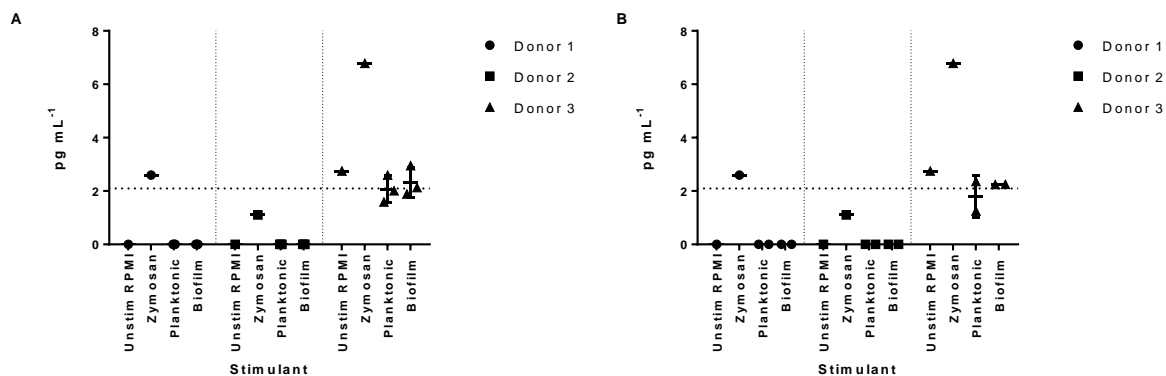 A
8
6
4
2
0
pg mL⁻¹
Unstim RPMI
Zymosan
Planktonic
Biofilm
Unstim RPMI
Zymosan
Planktonic
Biofilm
Unstim RPMI
Zymosan
Planktonic
Biofilm
Stimulant
Donor 1
Donor 2
Donor 3
B
8
6
4
2
0
pg mL⁻¹
Unstim RPMI
Zymosan
Planktonic
Biofilm
Unstim RPMI
Zymosan
Planktonic
Biofilm
Unstim RPMI
Zymosan
Planktonic
Biofilm
Stimulant
Donor 1
Donor 2
Donor 3